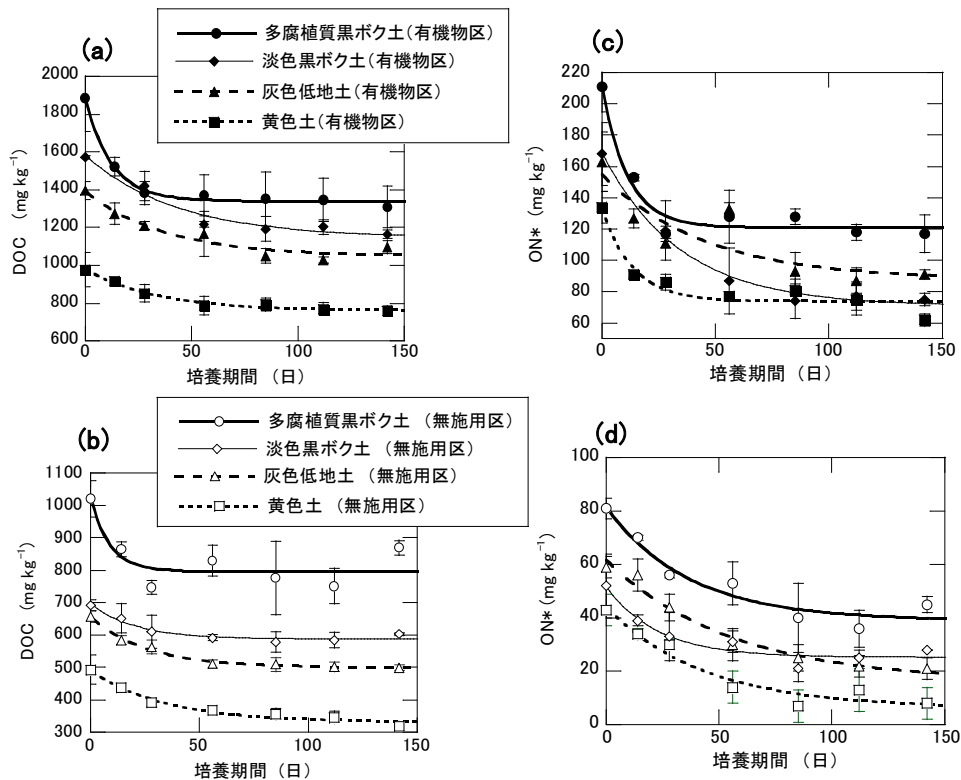 (a)
多腐植質黒ボク土(有機物区)
淡色黒ボク土(有機物区)
灰色低地土(有機物区)
黄色土(有機物区)
2000
1800
1600
1400
1200
1000
800
600
DOC (mg kg⁻¹)
0
50
100
150
培養期間 (日)
(c)
220
200
180
160
140
120
100
80
60
ON* (mg kg⁻¹)
0
50
100
150
培養期間 (日)
(b)
多腐植質黒ボク土 (無施用区)
淡色黒ボク土 (無施用区)
灰色低地土 (無施用区)
黄色土 (無施用区)
1100
1000
900
800
700
600
500
400
300
DOC (mg kg⁻¹)
0
50
100
150
培養期間 (日)
(d)
100
80
60
40
20
0
ON* (mg kg⁻¹)
0
50
100
150
培養期間 (日)